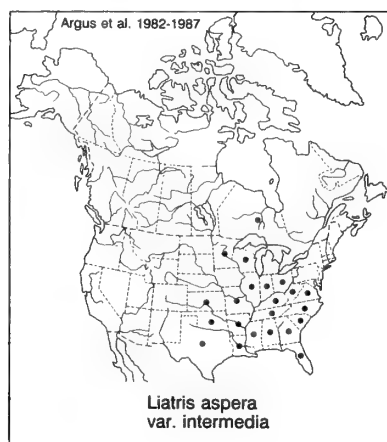 Argus et al. 1982-1987
Liatris aspera
var. intermedia